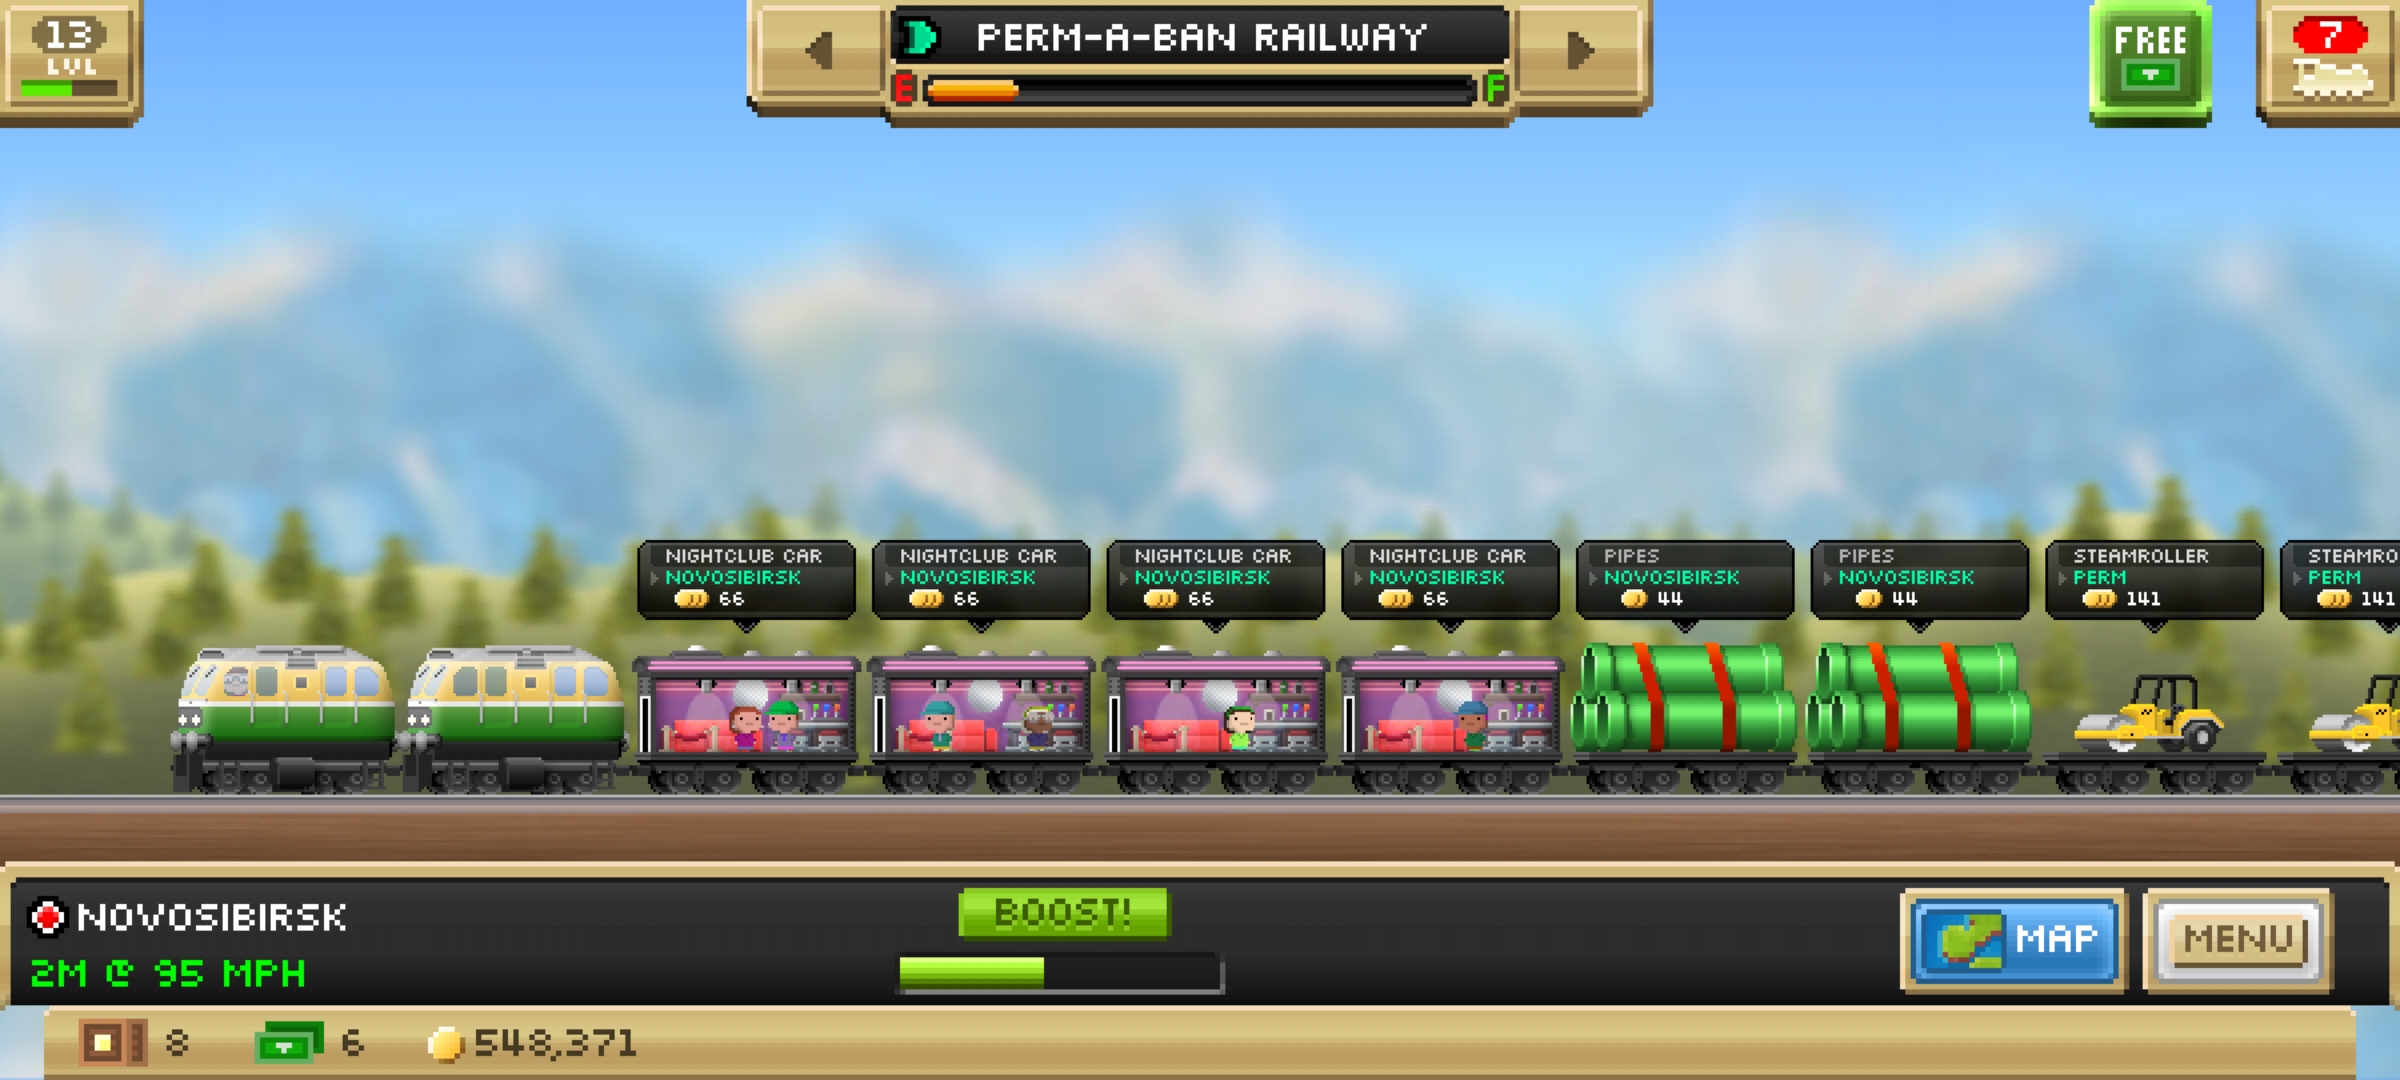 13
LVL
PERM-A-BAN RAILWAY
E
F
FREE
7
NIGHTCLUB CAR
NOVOSIBIRSK
66
NIGHTCLUB CAR
NOVOSIBIRSK
66
NIGHTCLUB CAR
NOVOSIBIRSK
66
NIGHTCLUB CAR
NOVOSIBIRSK
66
PIPES
NOVOSIBIRSK
44
PIPES
NOVOSIBIRSK
44
STEAMROLLER
PERM
141
STEAMRO
PERM
141
NOVOSIBIRSK
2M @ 95 MPH
BOOST!
MAP
MENU
8
6
548,371